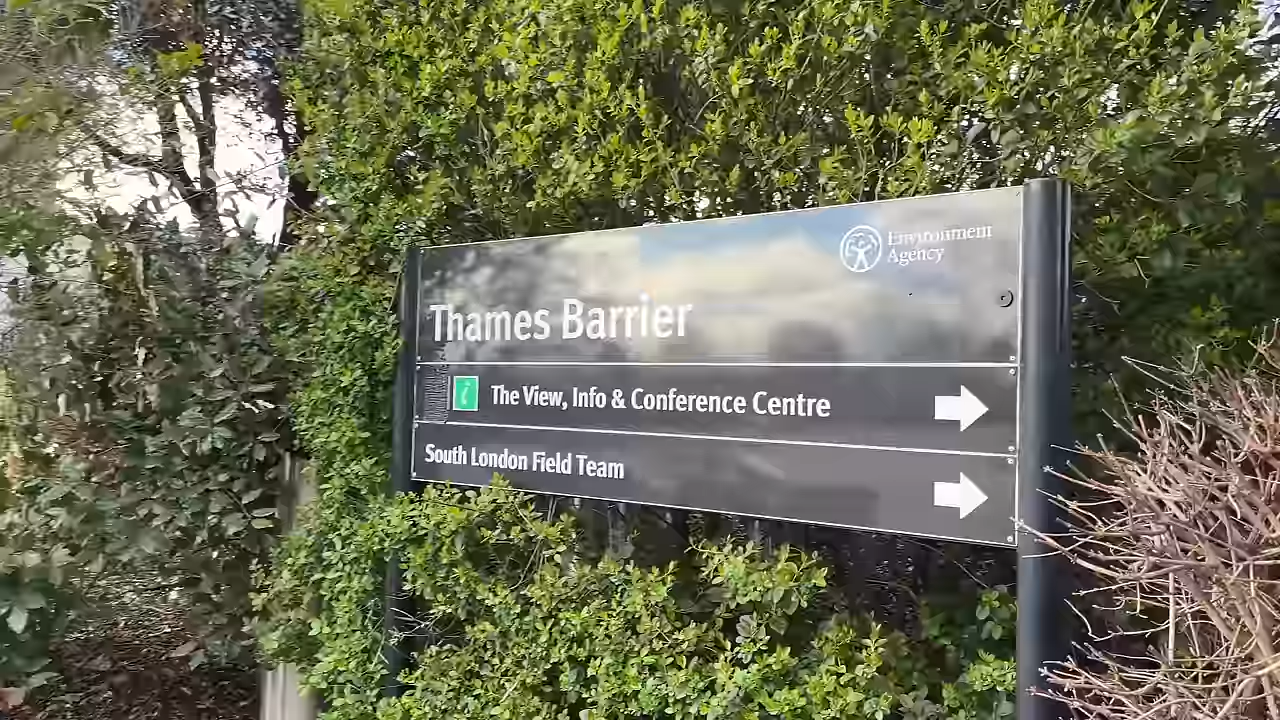 Environment
Agency
Thames Barrier
i The View, Info & Conference Centre
South London Field Team